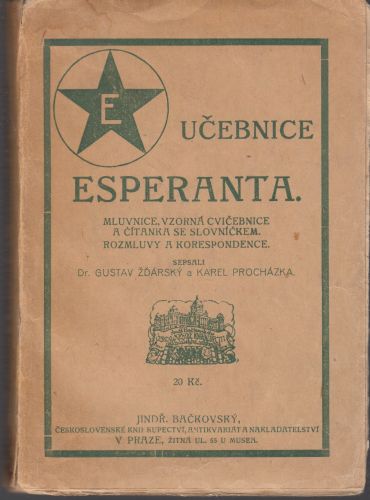 E
UČEBNICE
ESPERANTA.
MLUVNICE, VZORNÁ CVIČEBNICE
A ČÍTANKA SE SLOVNÍČKEM.
ROZMLUVY A KORESPONDENCE.
SEPSALI
Dr. GUSTAV ŽĎÁRSKÝ a KAREL PROCHÁZKA.
20 Kč.
JINDŘ. BAČKOVSKÝ,
ČESKOSLOVENSKÉ KNIHKUPECTVÍ, ANTIKVARIÁT A NAKLADATELSTVÍ
V PRAZE, ŽITNÁ UL. 55 U MUSEA.